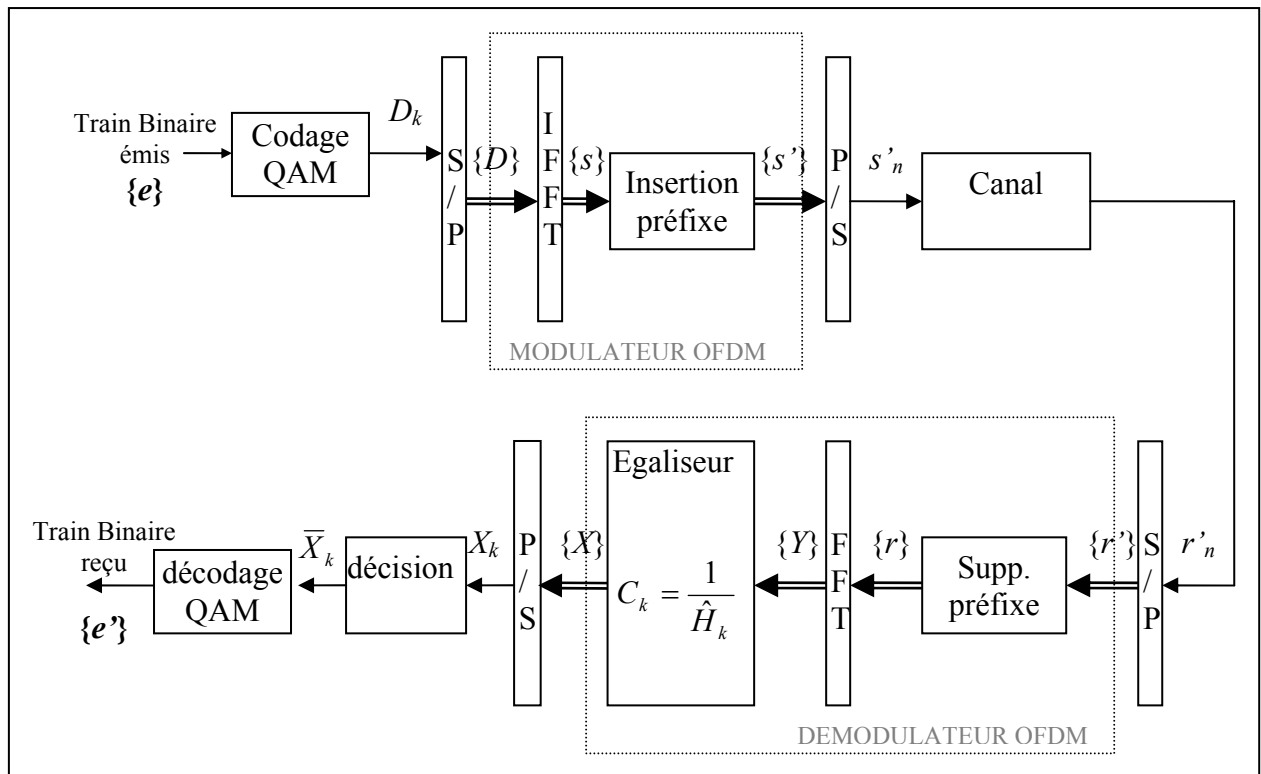 Train Binaire
émis
{e}
Codage
QAM
D_k
S
/
P
{D}
I
F
F
T
{s}
Insertion
préfixe
{s'}
P
/
S
s'_n
Canal
MODULATEUR OFDM
Train Binaire
reçu
{e'}
décodage
QAM
X̅_k
décision
X_k
P
/
S
{X}
Egaliseur
C_k = 1 / Ĥ_k
{Y}
F
F
T
{r}
Supp.
préfixe
{r'}
S
/
P
r'_n
DEMODULATEUR OFDM